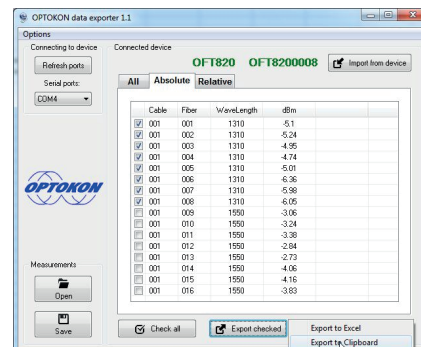 OPTOKON data exporter 1.1
Options
Connecting to device
Refresh ports
Serial ports:
COM4
Connected device
OFT820 OFT8200008
Import from device
All Absolute Relative
Cable Fiber WaveLength dBm
001 001 1310 -5.1
001 002 1310 -5.24
001 003 1310 -4.95
001 004 1310 -4.74
001 005 1310 -5.01
001 006 1310 -6.36
001 007 1310 -5.98
001 008 1310 -6.05
001 009 1550 -3.06
001 010 1550 -3.24
001 011 1550 -3.38
001 012 1550 -2.84
001 013 1550 -2.73
001 014 1550 -4.06
001 015 1550 -4.16
001 016 1550 -3.83
OPTOKON
Measurements
Open
Save
Check all
Export checked
Export to Excel
Export to Clipboard